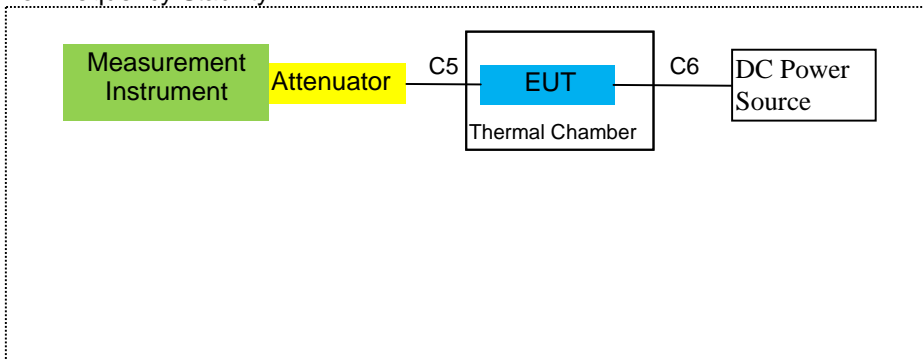 Measurement
Instrument
Attenuator
C5
EUT
Thermal Chamber
C6
DC Power
Source